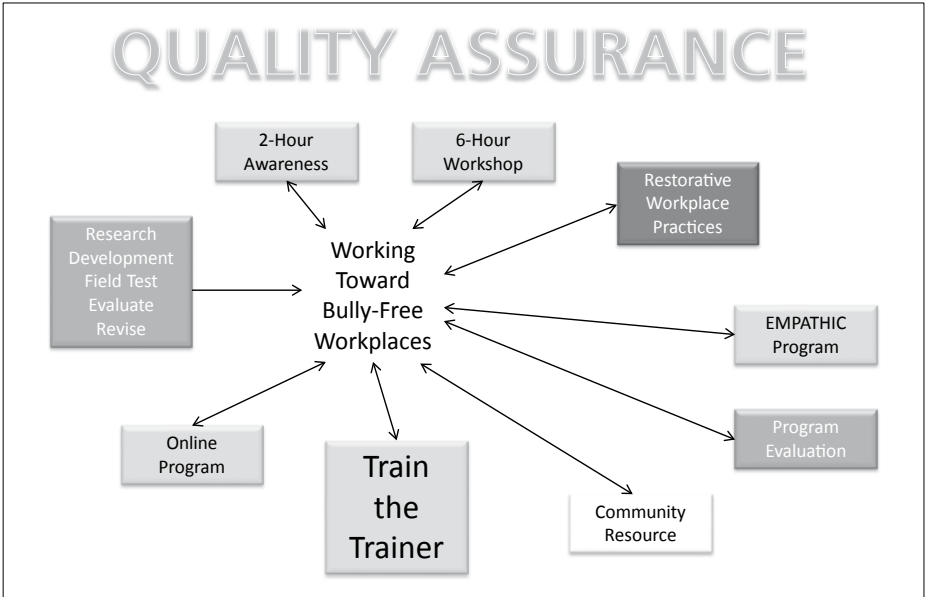 QUALITY ASSURANCE
2-Hour
Awareness
6-Hour
Workshop
Restorative
Workplace
Practices
Research
Development
Field Test
Evaluate
Revise
Working
Toward
Bully-Free
Workplaces
EMPATHIC
Program
Program
Evaluation
Online
Program
Train
the
Trainer
Community
Resource